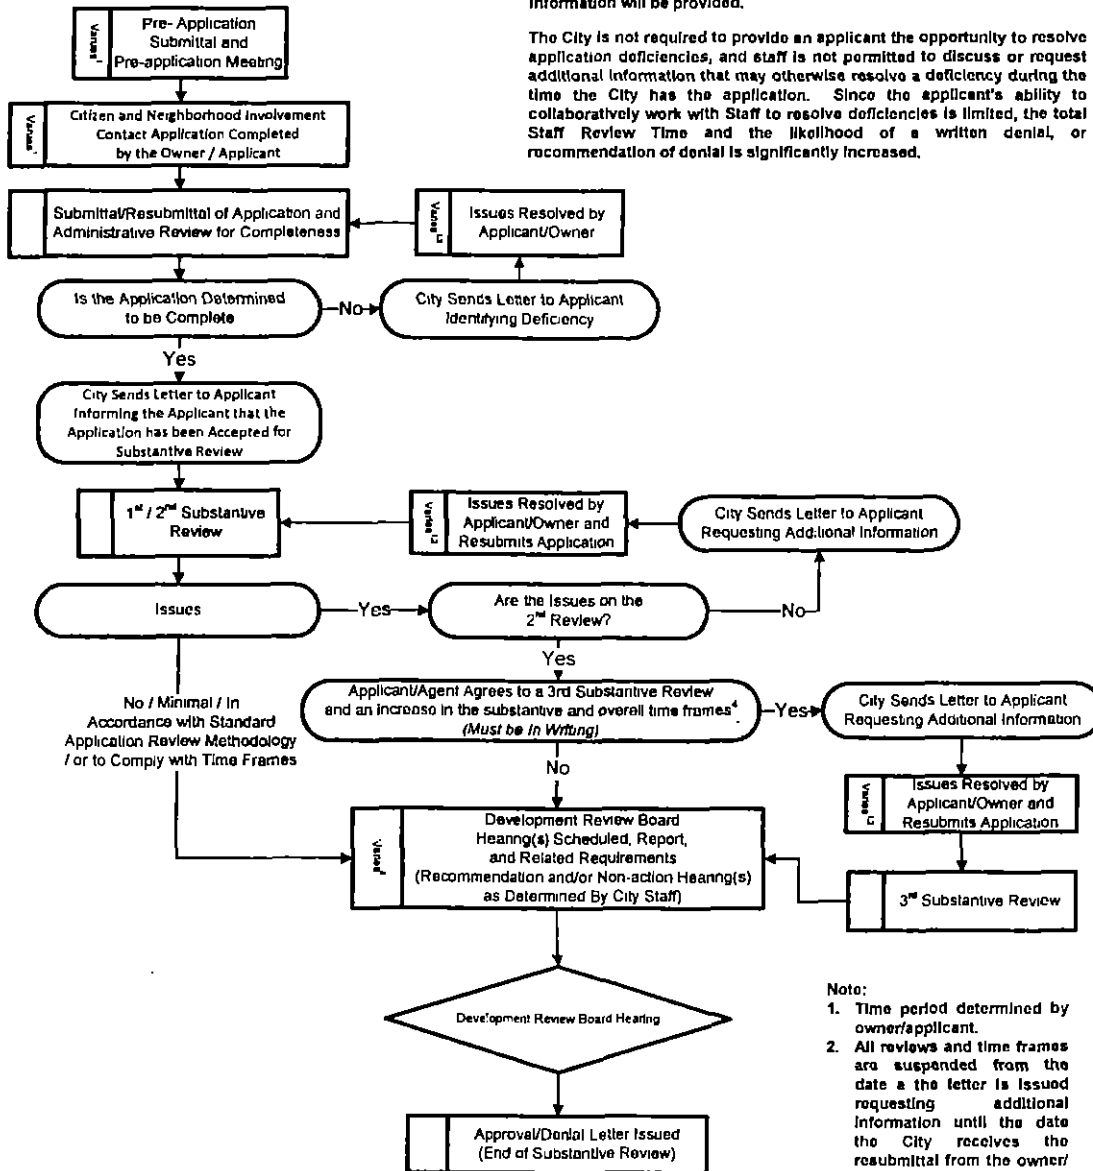 information will be provided.
The City is not required to provide an applicant the opportunity to resolve
application deficiencies, and staff is not permitted to discuss or request
additional information that may otherwise resolve a deficiency during the
time the City has the application. Since the applicant's ability to
collaboratively work with Staff to resolve deficiencies is limited, the total
Staff Review Time and the likelihood of a written denial, or
recommendation of denial is significantly increased.
Varies1
Pre- Application
Submittal and
Pre-application Meeting
Varies1
Citizen and Neighborhood Involvement
Contact Application Completed
by the Owner / Applicant
Submittal/Resubmittal of Application and
Administrative Review for Completeness
Varies1,2
Issues Resolved by
Applicant/Owner
Is the Application Determined
to be Complete
No
City Sends Letter to Applicant
Identifying Deficiency
Yes
City Sends Letter to Applicant
Informing the Applicant that the
Application has been Accepted for
Substantive Review
1st / 2nd Substantive
Review
Varies1,2
Issues Resolved by
Applicant/Owner and
Resubmits Application
City Sends Letter to Applicant
Requesting Additional Information
Issues
Yes
Are the Issues on the
2nd Review?
No
Yes
No / Minimal / In
Accordance with Standard
Application Review Methodology
/ or to Comply with Time Frames
Applicant/Agent Agrees to a 3rd Substantive Review
and an increase in the substantive and overall time frames4
(Must be in Writing)
Yes
City Sends Letter to Applicant
Requesting Additional Information
No
Varies1,2
Issues Resolved by
Applicant/Owner and
Resubmits Application
Varies
Development Review Board
Hearing(s) Scheduled, Report,
and Related Requirements
(Recommendation and/or Non-action Hearing(s)
as Determined By City Staff)
3rd Substantive Review
Development Review Board Hearing
Approval/Denial Letter Issued
(End of Substantive Review)
Note:
1. Time period determined by
owner/applicant.
2. All reviews and time frames
are suspended from the
date a the letter is issued
requesting additional
information until the date
the City receives the
resubmittal from the owner/